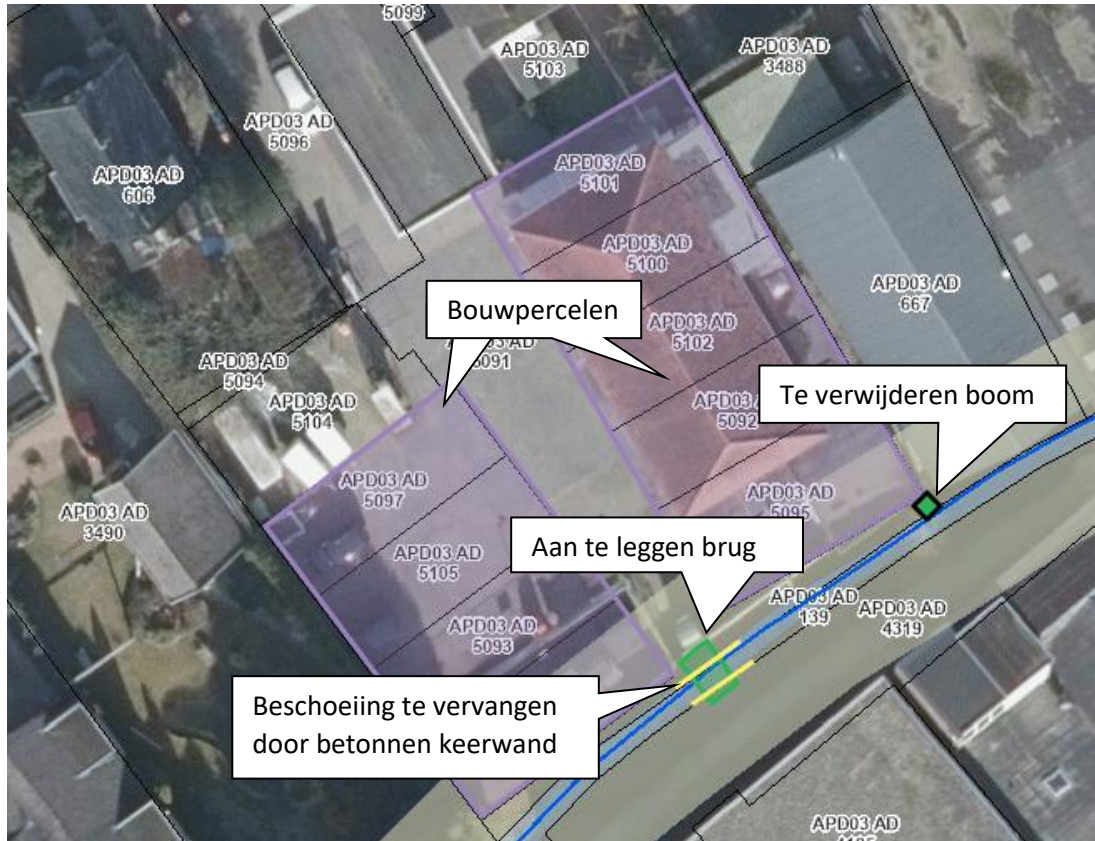 5099
APD03 AD
5103
APD03 AD
3488
APD03 AD
5096
APD03 AD
606
APD03 AD
5101
APD03 AD
5100
APD03 AD
667
Bouwpercelen
APD03 AD
5102
5091
APD03 AD
5094
APD03 AD
5104
Te verwijderen boom
5092
APD03 AD
5097
APD03 AD
5095
APD03 AD
3490
Aan te leggen brug
APD03 AD
5105
APD03 AD
139
APD03 AD
4319
APD03 AD
5093
Beschoeiing te vervangen
door betonnen keerwand
APD03 AD